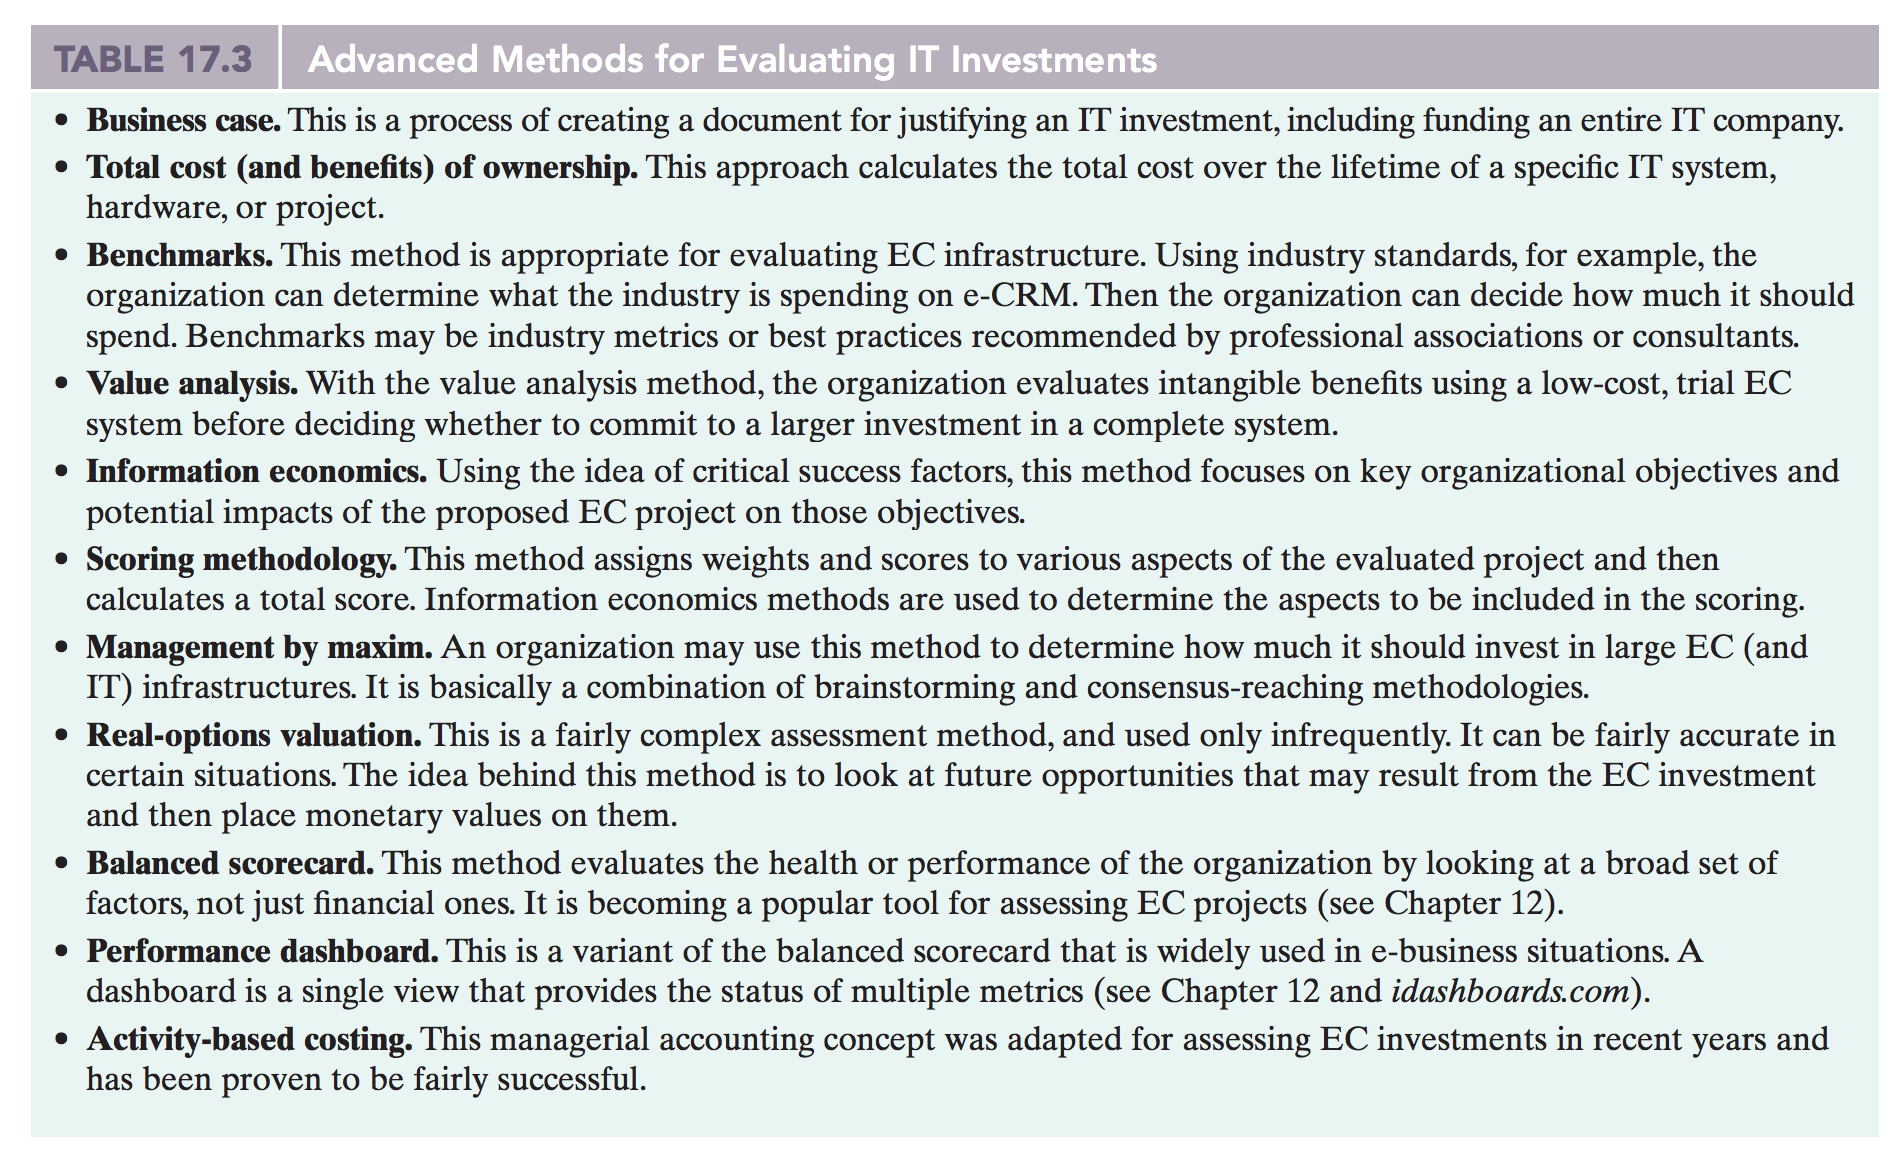 TABLE 17.3 Advanced Methods for Evaluating IT Investments
• Business case. This is a process of creating a document for justifying an IT investment, including funding an entire IT company.
• Total cost (and benefits) of ownership. This approach calculates the total cost over the lifetime of a specific IT system,
hardware, or project.
• Benchmarks. This method is appropriate for evaluating EC infrastructure. Using industry standards, for example, the
organization can determine what the industry is spending on e-CRM. Then the organization can decide how much it should
spend. Benchmarks may be industry metrics or best practices recommended by professional associations or consultants.
• Value analysis. With the value analysis method, the organization evaluates intangible benefits using a low-cost, trial EC
system before deciding whether to commit to a larger investment in a complete system.
• Information economics. Using the idea of critical success factors, this method focuses on key organizational objectives and
potential impacts of the proposed EC project on those objectives.
• Scoring methodology. This method assigns weights and scores to various aspects of the evaluated project and then
calculates a total score. Information economics methods are used to determine the aspects to be included in the scoring.
• Management by maxim. An organization may use this method to determine how much it should invest in large EC (and
IT) infrastructures. It is basically a combination of brainstorming and consensus-reaching methodologies.
• Real-options valuation. This is a fairly complex assessment method, and used only infrequently. It can be fairly accurate in
certain situations. The idea behind this method is to look at future opportunities that may result from the EC investment
and then place monetary values on them.
• Balanced scorecard. This method evaluates the health or performance of the organization by looking at a broad set of
factors, not just financial ones. It is becoming a popular tool for assessing EC projects (see Chapter 12).
• Performance dashboard. This is a variant of the balanced scorecard that is widely used in e-business situations. A
dashboard is a single view that provides the status of multiple metrics (see Chapter 12 and idashboards.com).
• Activity-based costing. This managerial accounting concept was adapted for assessing EC investments in recent years and
has been proven to be fairly successful.